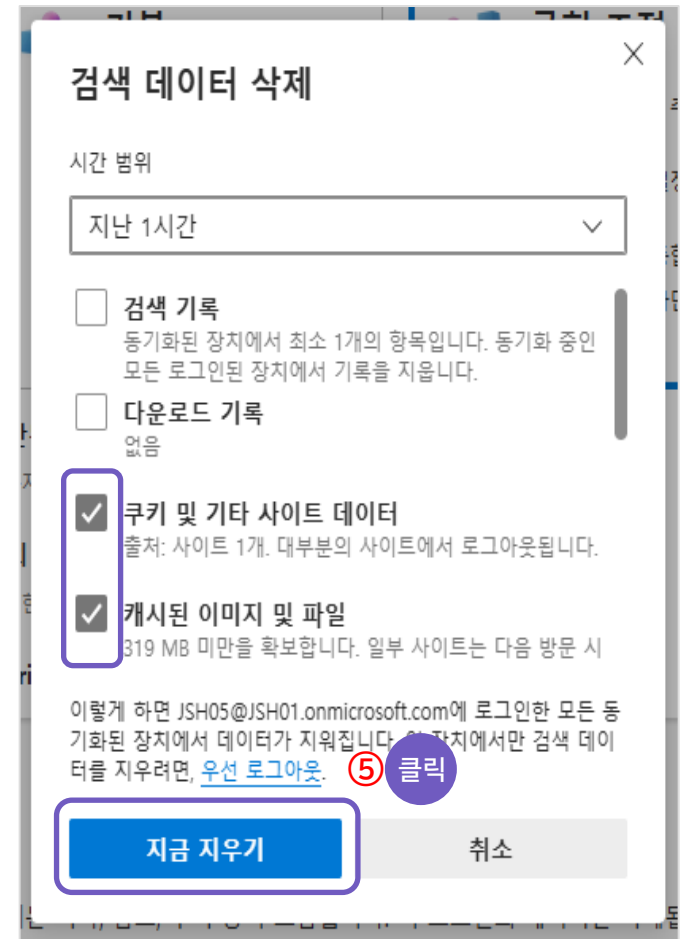 검색 데이터 삭제
시간 범위
지난 1시간
검색 기록
동기화된 장치에서 최소 1개의 항목입니다. 동기화 중인
모든 로그인된 장치에서 기록을 지웁니다.
다운로드 기록
없음
쿠키 및 기타 사이트 데이터
출처: 사이트 1개. 대부분의 사이트에서 로그아웃됩니다.
캐시된 이미지 및 파일
319 MB 미만을 확보합니다. 일부 사이트는 다음 방문 시
이렇게 하면 JSH05@JSH01.onmicrosoft.com에 로그인한 모든 동
기화된 장치에서 데이터가 지워집니다. 장치에서만 검색 데이
터를 지우려면, 우선 로그아웃.
⑤ 클릭
지금 지우기
취소